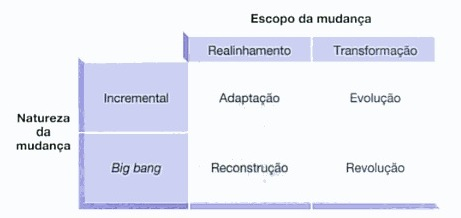 Escopo da mudança
Realinhamento Transformação
Incremental Adaptação Evolução
Natureza
da
mudança
Big bang Reconstrução Revolução